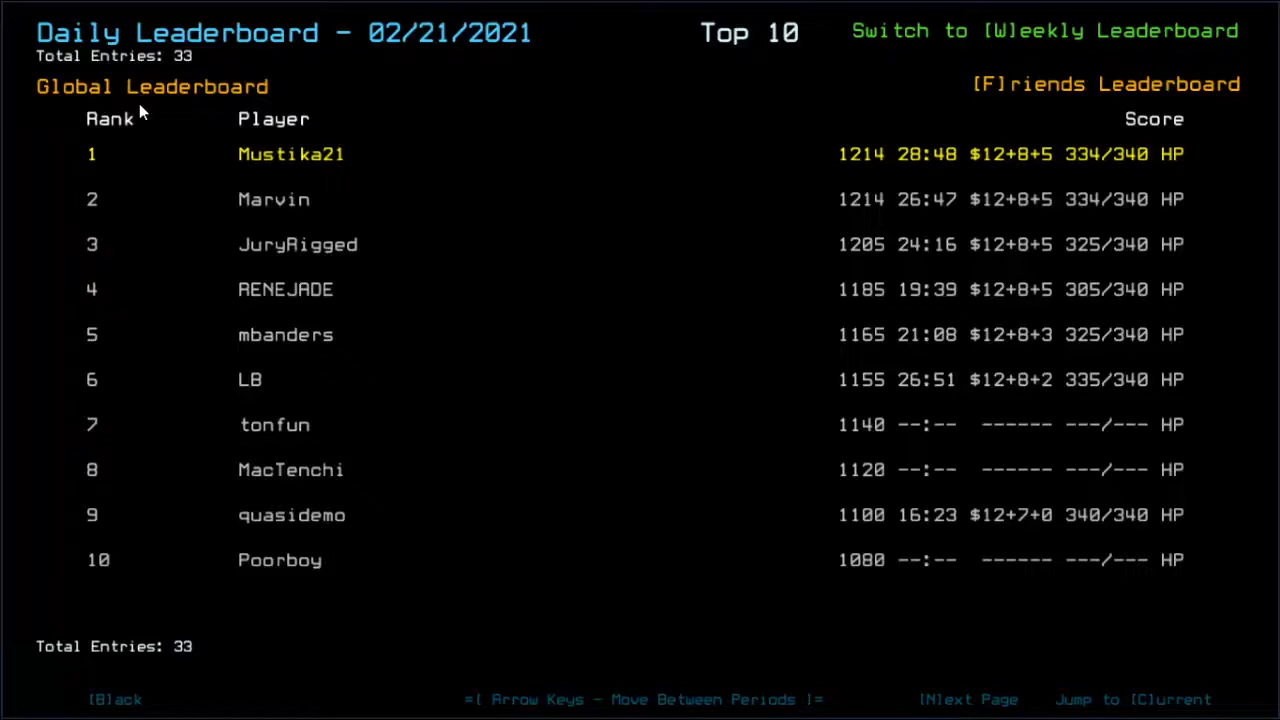 Daily Leaderboard - 02/21/2021 Top 10 Switch to [W]eekly Leaderboard
Total Entries: 33
Global Leaderboard [F]riends Leaderboard
Rank Player Score
1 Mustika21 1214 28:48 $12+8+5 334/340 HP
2 Marvin 1214 26:47 $12+8+5 334/340 HP
3 JuryRigged 1205 24:16 $12+8+5 325/340 HP
4 RENEJADE 1185 19:39 $12+8+5 305/340 HP
5 mbanders 1165 21:08 $12+8+3 325/340 HP
6 LB 1155 26:51 $12+8+2 335/340 HP
7 tonfun 1140 --:-- ------ ---/--- HP
8 MacTenchi 1120 --:-- ------ ---/--- HP
9 quasidemo 1100 16:23 $12+7+0 340/340 HP
10 Poorboy 1080 --:-- ------ ---/--- HP
Total Entries: 33
[B]ack =[ Arrow Keys - Move Between Periods ]= [N]ext Page Jump to [C]urrent